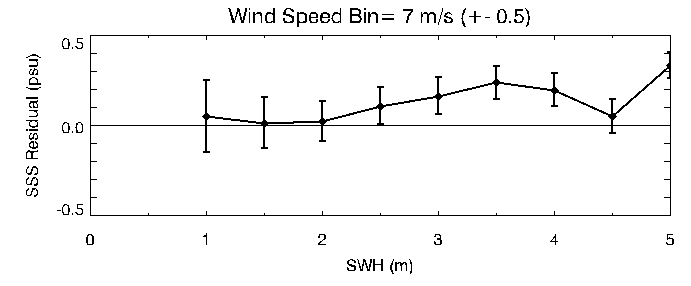 Wind Speed Bin= 7 m/s (+- 0.5)
0.5
0.0
-0.5
SSS Residual (psu)
0 1 2 3 4 5
SWH (m)